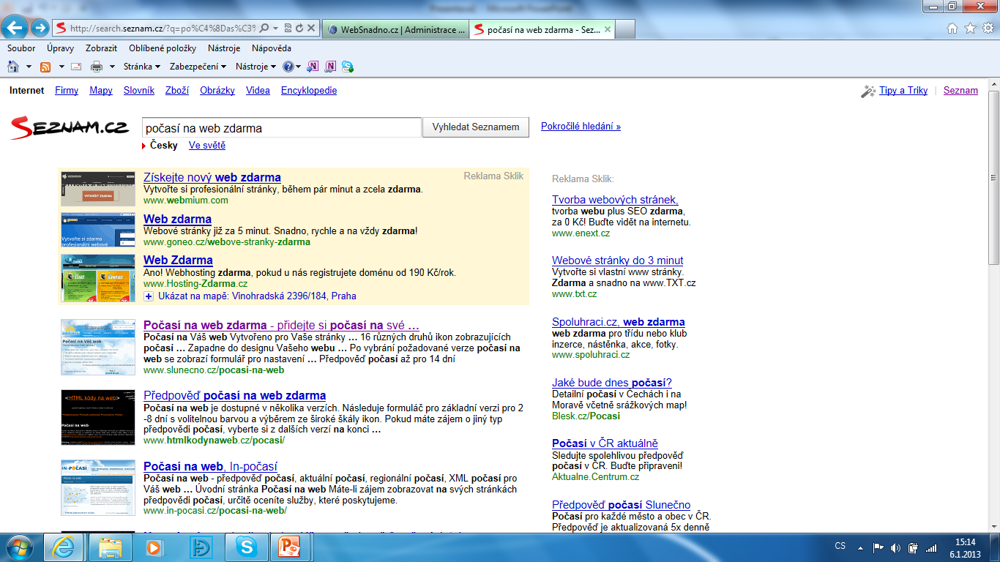 http://search.seznam.cz/?q=po%C4%8Das%C3%
WebSnadno.cz | Administrace ...
počasí na web zdarma - Sez...
Soubor Úpravy Zobrazit Oblíbené položky Nástroje Nápověda
Stránka Zabezpečení Nástroje
Internet Firmy Mapy Slovník Zboží Obrázky Videa Encyklopedie
Tipy a Triky | Seznam
SEZNAM.CZ
počasí na web zdarma
Vyhledat Seznamem
Pokročilé hledání »
Česky Ve světě
Reklama Sklik
Získejte nový web zdarma
Vytvořte si profesionální stránky, během pár minut a zcela zdarma.
www.webmium.com
Web zdarma
Webové stránky již za 5 minut. Snadno, rychle a na vždy zdarma!
www.goneo.cz/webove-stranky-zdarma
Web Zdarma
Ano! Webhosting zdarma, pokud u nás registrujete doménu od 190 Kč/rok.
www.Hosting-Zdarma.cz
Ukázat na mapě: Vinohradská 2396/184, Praha
Počasí na web zdarma - přidejte si počasí na své ...
Počasí na Váš web Vytvořeno pro Vaše stránky ... 16 různých druhů ikon zobrazujících
počasí ... Zapadne do designu Vašeho webu ... Po vybrání požadované verze počasí na
web se zobrazí formulář pro nastavení ... Předpověď počasí až pro 14 dní
www.slunecno.cz/pocasi-na-web
<HTML kódy na web>
Počasí na web
Předpověď počasí na web zdarma
Počasí na web je dostupné v několika verzích. Následuje formuláč pro základní verzi pro 2
-8 dní s volitelnou barvou a výběrem ze široké škály ikon. Pokud máte zájem o jiný typ
předpovědi počasí, vyberte si z dalších verzí na konci ...
www.htmlkodynaweb.cz/pocasi/
IN-POČASÍ
Počasí na web, In-počasí
Počasí na web - předpověď počasí, aktuální počasí, regionální počasí, XML počasí pro
Váš web ... Úvodní stránka Počasí na web Máte-li zájem zobrazovat na svých stránkách
předpovědi počasí, určitě oceníte služby, které poskytujeme.
www.in-pocasi.cz/pocasi-na-web/
Reklama Sklik:
Tvorba webových stránek,
tvorba webu plus SEO zdarma,
za 0 Kč! Buďte vidět na internetu.
www.enext.cz
Webové stránky do 3 minut
Vytvořte si vlastní www stránky.
Zdarma a snadno na www.TXT.cz
www.txt.cz
Spoluhraci.cz, web zdarma
web zdarma pro třídu nebo klub
inzerce, nástěnka, akce, fotky.
www.spoluhraci.cz
Jaké bude dnes počasí?
Detailní počasí v Čechách i na
Moravě včetně srážkových map!
Blesk.cz/Pocasi
Počasí v ČR aktuálně
Sledujte spolehlivou předpověď
počasí v ČR. Buďte připraveni!
Aktualne.Centrum.cz
Předpověď počasí Slunečno
Počasí pro každé město a obec v ČR.
Předpověď je aktualizovaná 5x denně
CS
15:14
6.1.2013